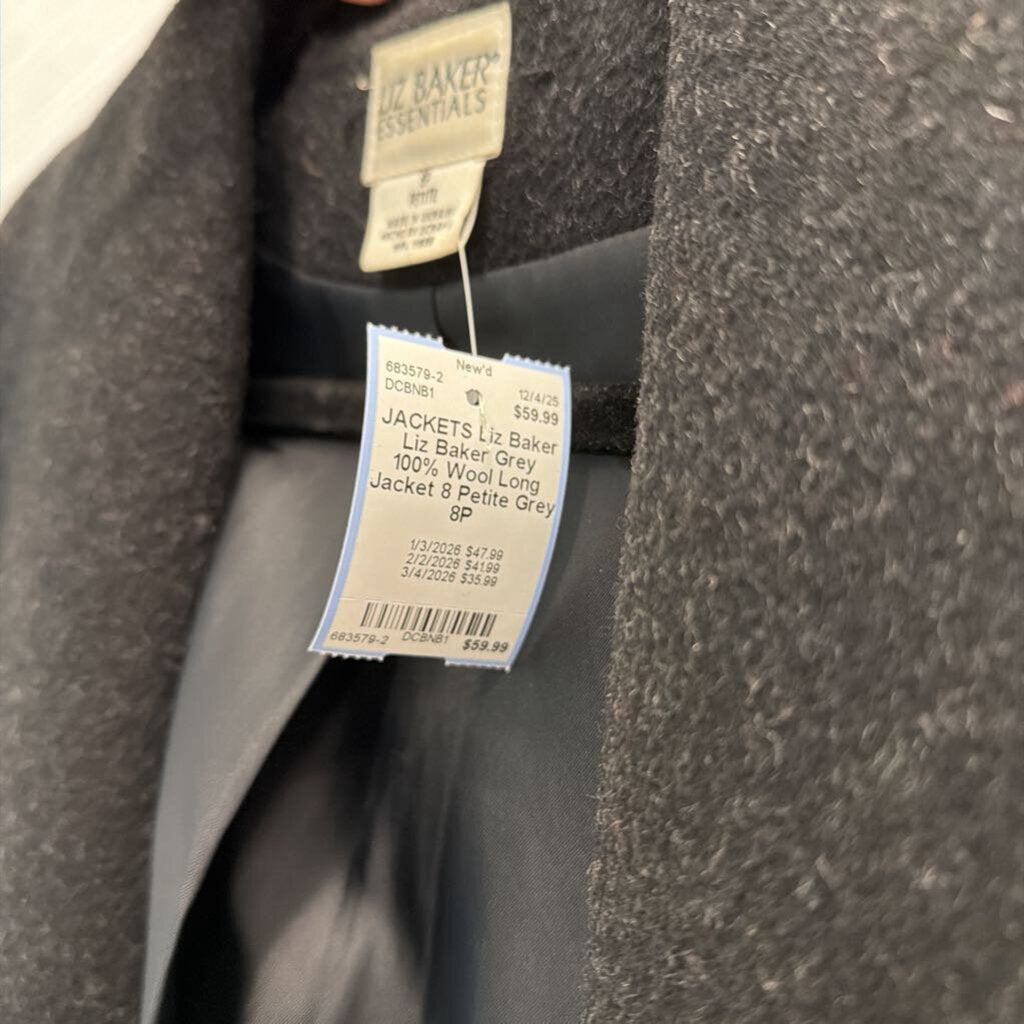 LIZ BAKER®
ESSENTIALS
PETITE
New'd
683579-2
DCBNB1
12/4/25
$59.99
JACKETS Liz Baker
Liz Baker Grey
100% Wool Long
Jacket 8 Petite Grey
8P
1/3/2026 $47.99
2/2/2026 $41.99
3/4/2026 $35.99
683579-2 DCBNB1 $59.99